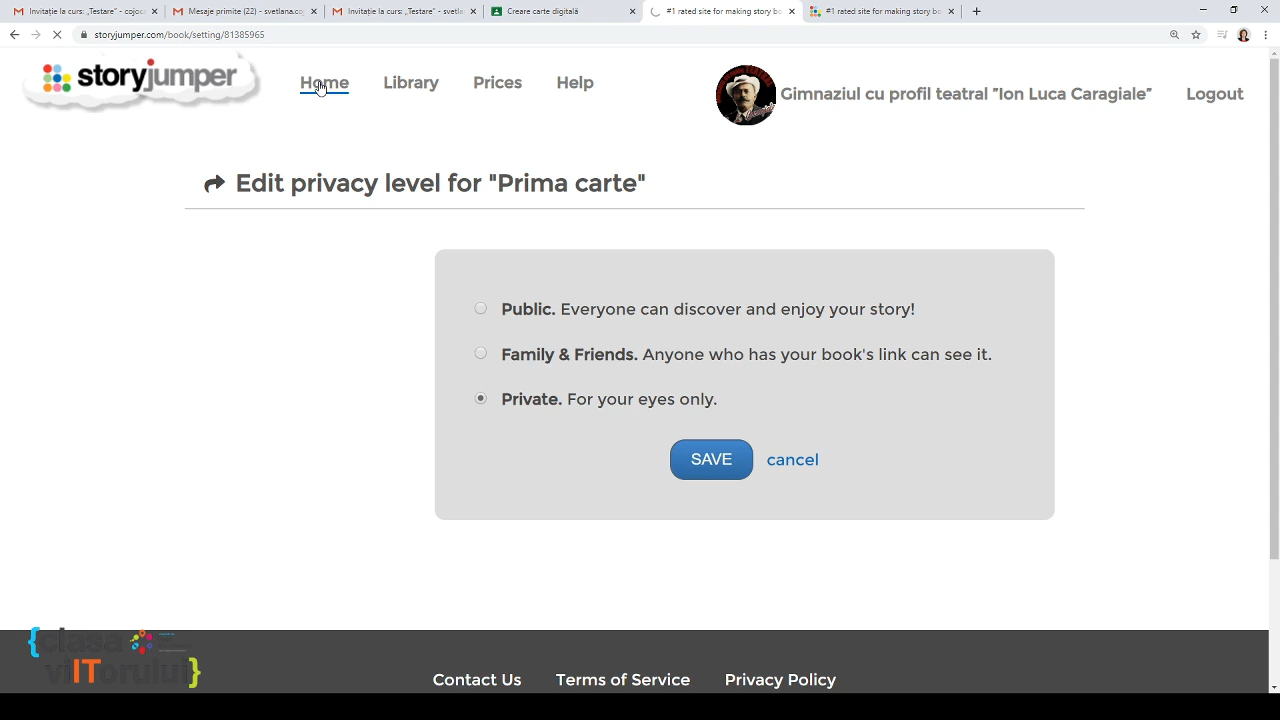 Invitație la curs: „Testare” - cojoc
Mesaje primite (22) - svetlana.co
Invitație la curs: „Testare” - svetla
Creare carte digitală
#1 rated site for making story bo
#1 rated site for making story bo
storyjumper.com/book/setting/81385965
storyjumper
Home
Library
Prices
Help
Gimnaziul cu profil teatral ”Ion Luca Caragiale”
Logout
Edit privacy level for "Prima carte"
Public. Everyone can discover and enjoy your story!
Family & Friends. Anyone who has your book's link can see it.
Private. For your eyes only.
SAVE
cancel
{clasa
viITorului}
Contact Us
Terms of Service
Privacy Policy